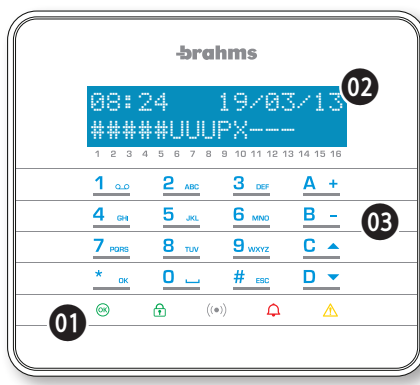 brahms
02
08:24 19/03/13
#####UUUPX---
1 2 3 4 5 6 7 8 9 10 11 12 13 14 15 16
1 2 ABC 3 DEF A +
4 GHI 5 JKL 6 MNO B -
03
7 PQRS 8 TUV 9 WXYZ C ▲
* OK 0 # ESC D ▼
01
OK